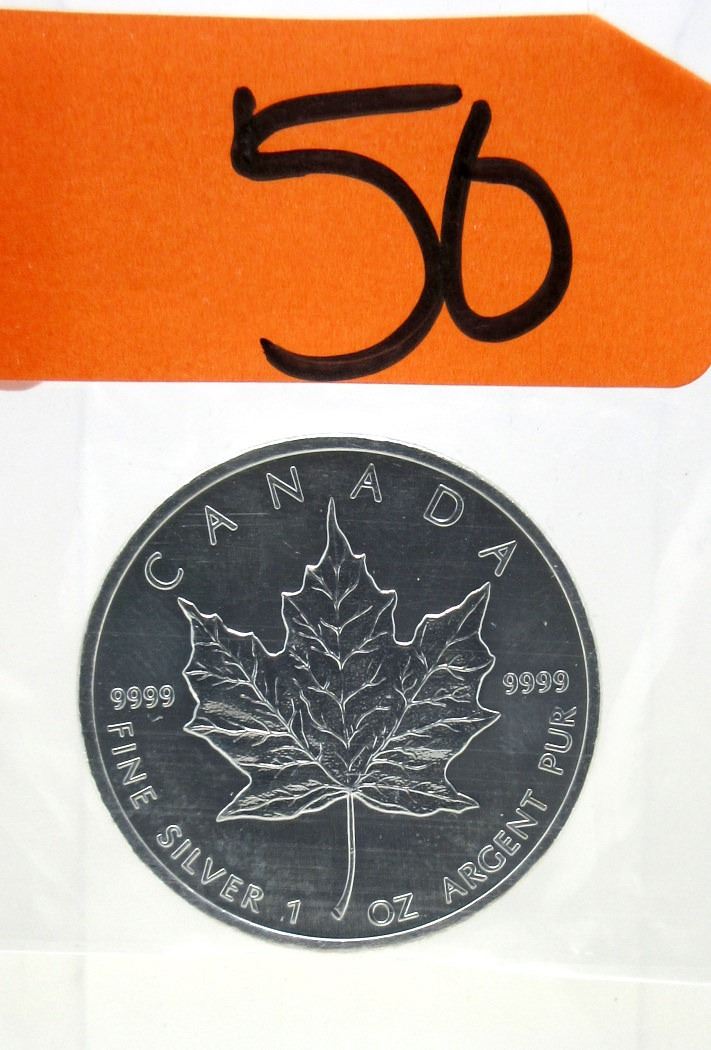 56
CANADA
9999 9999
FINE SILVER 1 OZ ARGENT PUR